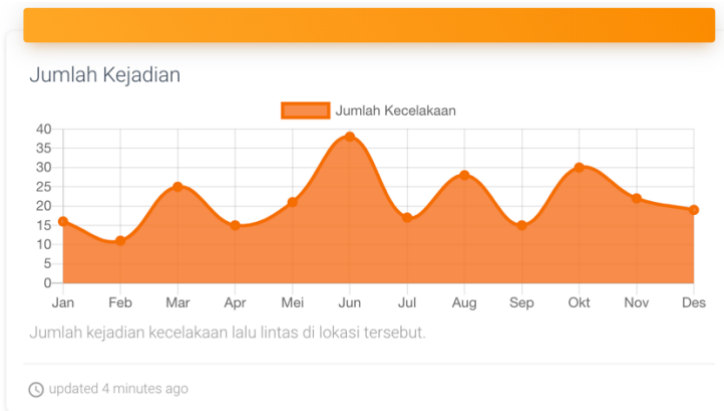 Jumlah Kejadian
Jumlah Kecelakaan
40
35
30
25
20
15
10
5
0
Jan Feb Mar Apr Mei Jun Jul Aug Sep Okt Nov Des
Jumlah kejadian kecelakaan lalu lintas di lokasi tersebut.
updated 4 minutes ago